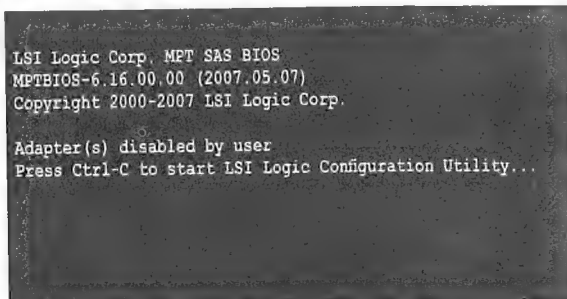 LSI Logic Corp. MPT SAS BIOS
MPTBIOS-6.16.00.00 (2007.05.07)
Copyright 2000-2007 LSI Logic Corp.
Adapter(s) disabled by user
Press Ctrl-C to start LSI Logic Configuration Utility...